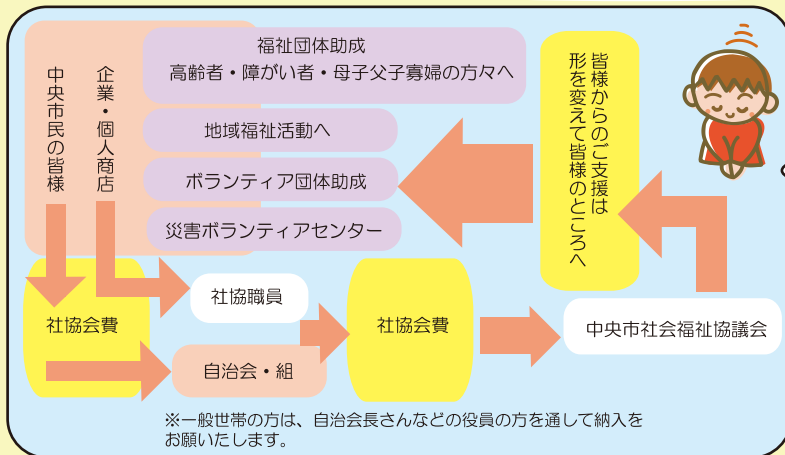 中央市民の皆様
企業・個人商店
福祉団体助成
高齢者・障がい者・母子父子寡婦の方々へ
地域福祉活動へ
ボランティア団体助成
災害ボランティアセンター
皆様からのご支援は
形を変えて皆様のところへ
社協会費
社協職員
自治会・組
社協会費
中央市社会福祉協議会
※一般世帯の方は、自治会長さんなどの役員の方を通して納入を
お願いたします。